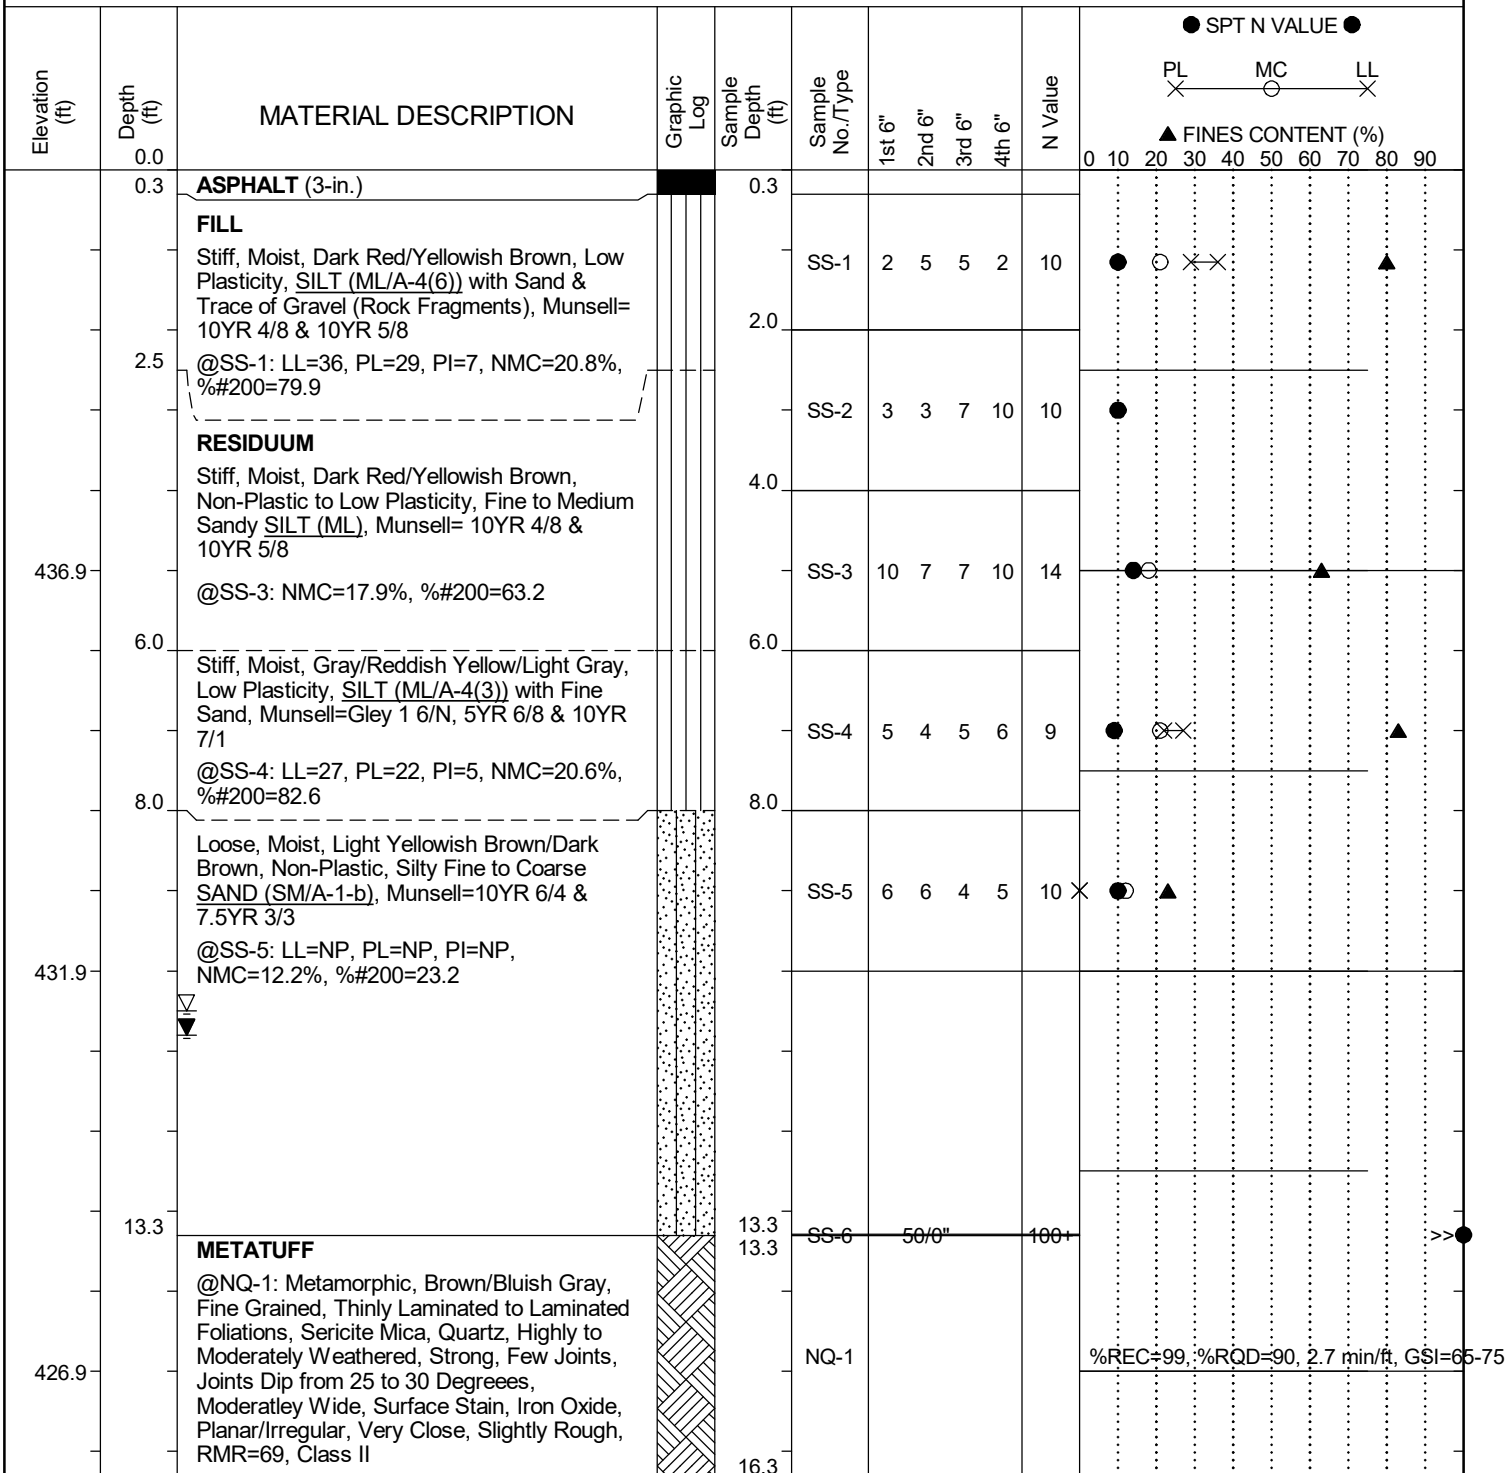 ● SPT N VALUE ●
PL MC LL
▲ FINES CONTENT (%)
0 10 20 30 40 50 60 70 80 90
Elevation
(ft)
Depth
(ft)
0.0
MATERIAL DESCRIPTION
Graphic
Log
Sample
Depth
(ft)
Sample
No./Type
1st 6"
2nd 6"
3rd 6"
4th 6"
N Value
0.3 ASPHALT (3-in.) 0.3
FILL
Stiff, Moist, Dark Red/Yellowish Brown, Low
Plasticity, SILT (ML/A-4(6)) with Sand &
Trace of Gravel (Rock Fragments), Munsell=
10YR 4/8 & 10YR 5/8
SS-1 2 5 5 2 10
2.0
2.5
@SS-1: LL=36, PL=29, PI=7, NMC=20.8%,
%#200=79.9
SS-2 3 3 7 10 10
RESIDUUM
Stiff, Moist, Dark Red/Yellowish Brown,
Non-Plastic to Low Plasticity, Fine to Medium
Sandy SILT (ML), Munsell= 10YR 4/8 &
10YR 5/8
4.0
436.9
SS-3 10 7 7 10 14
@SS-3: NMC=17.9%, %#200=63.2
6.0 6.0
Stiff, Moist, Gray/Reddish Yellow/Light Gray,
Low Plasticity, SILT (ML/A-4(3)) with Fine
Sand, Munsell=Gley 1 6/N, 5YR 6/8 & 10YR
7/1
SS-4 5 4 5 6 9
@SS-4: LL=27, PL=22, PI=5, NMC=20.6%,
%#200=82.6
8.0 8.0
Loose, Moist, Light Yellowish Brown/Dark
Brown, Non-Plastic, Silty Fine to Coarse
SAND (SM/A-1-b), Munsell=10YR 6/4 &
7.5YR 3/3
SS-5 6 6 4 5 10
@SS-5: LL=NP, PL=NP, PI=NP,
NMC=12.2%, %#200=23.2
431.9
13.3 13.3
SS-6 50/0" 100+ >>
13.3
METATUFF
@NQ-1: Metamorphic, Brown/Bluish Gray,
Fine Grained, Thinly Laminated to Laminated
Foliations, Sericite Mica, Quartz, Highly to
Moderately Weathered, Strong, Few Joints,
Joints Dip from 25 to 30 Degreees,
Moderatley Wide, Surface Stain, Iron Oxide,
Planar/Irregular, Very Close, Slightly Rough,
RMR=69, Class II
NQ-1 %REC=99, %RQD=90, 2.7 min/ft, GSI=65-75
426.9
16.3